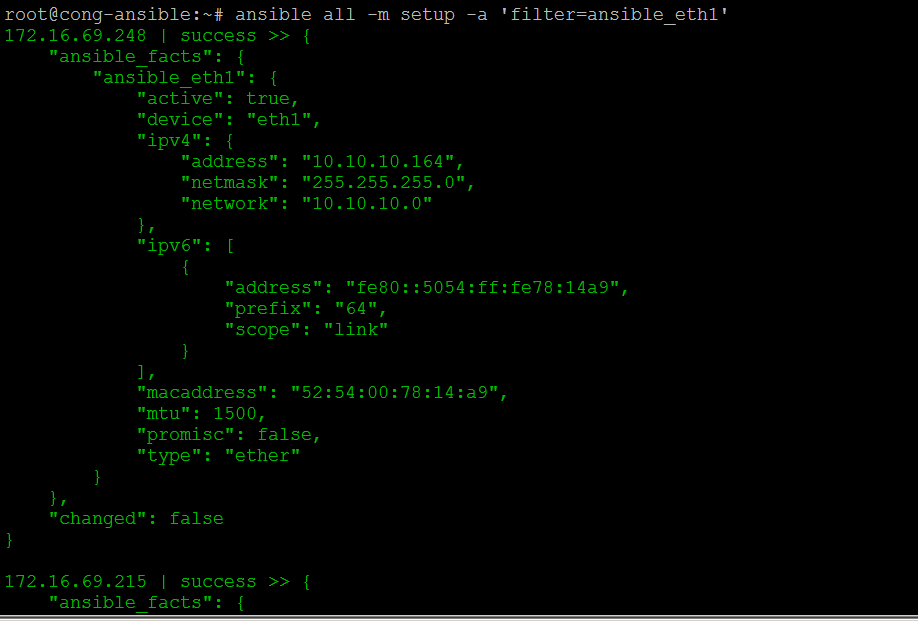 root@cong-ansible:~# ansible all -m setup -a 'filter=ansible_eth1'
172.16.69.248 | success >> {
    "ansible_facts": {
        "ansible_eth1": {
            "active": true,
            "device": "eth1",
            "ipv4": {
                "address": "10.10.10.164",
                "netmask": "255.255.255.0",
                "network": "10.10.10.0"
            },
            "ipv6": [
                {
                    "address": "fe80::5054:ff:fe78:14a9",
                    "prefix": "64",
                    "scope": "link"
                }
            ],
            "macaddress": "52:54:00:78:14:a9",
            "mtu": 1500,
            "promisc": false,
            "type": "ether"
        }
    },
    "changed": false
}

172.16.69.215 | success >> {
    "ansible_facts": {